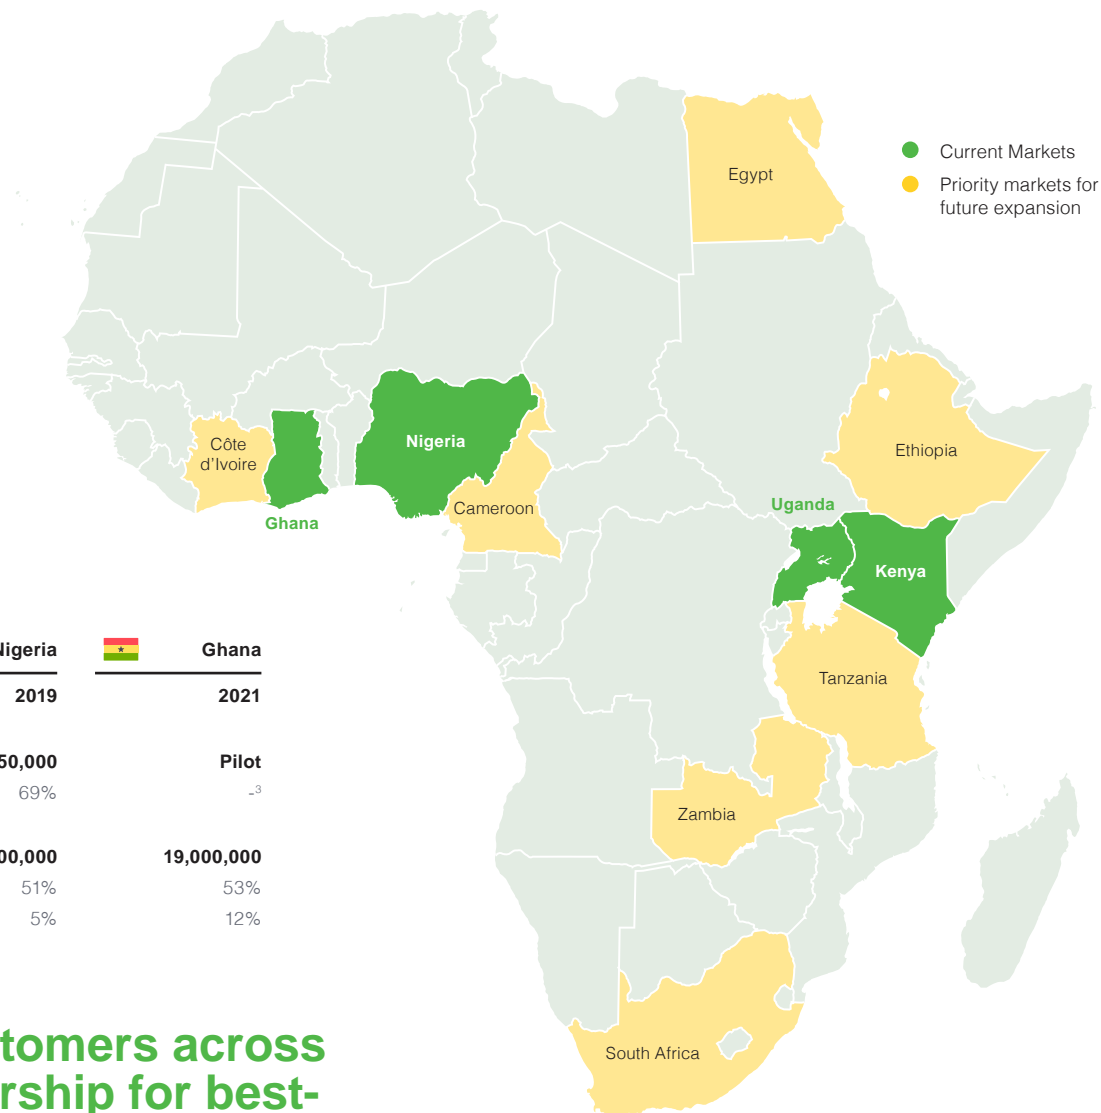 Egypt
Current Markets
Priority markets for
future expansion
Côte
d’Ivoire
Nigeria
Cameroon
Ghana
Ethiopia
Uganda
Kenya
Tanzania
Zambia
South Africa
Nigeria Ghana
2019 2021
50,000 Pilot
69% -³
00,000 19,000,000
51% 53%
5% 12%
tomers across
rship for best-